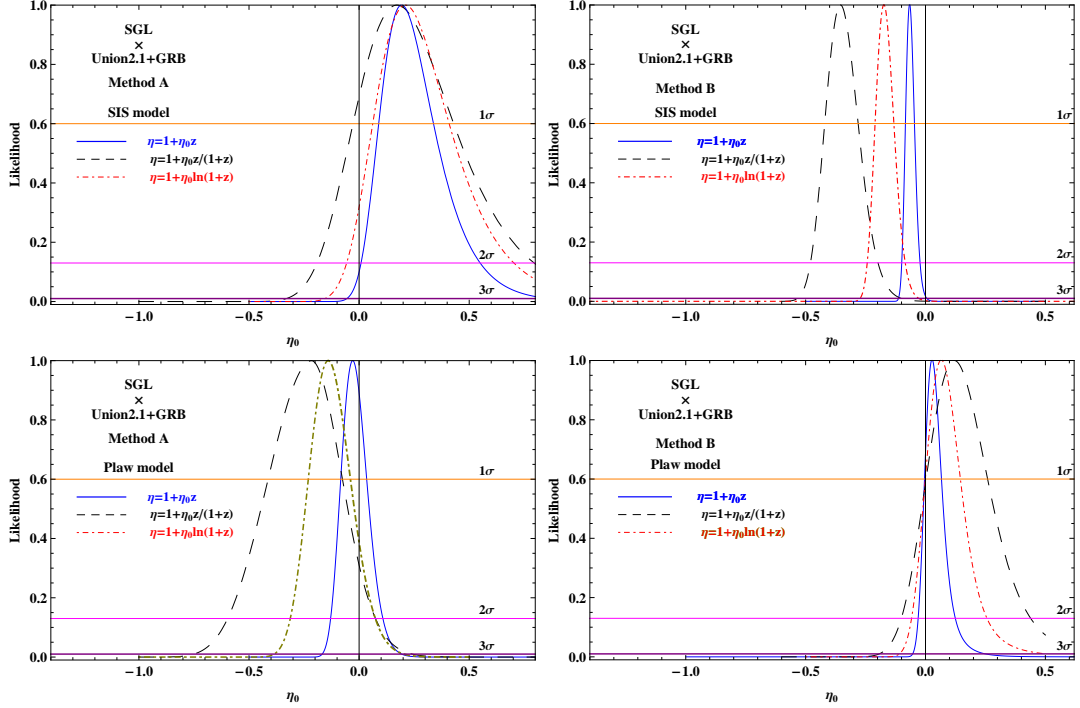 SGL
×
Union2.1+GRB
Method A
SIS model
η=1+η₀z
η=1+η₀z/(1+z)
η=1+η₀ln(1+z)
1σ
2σ
3σ
Likelihood
1.0
0.8
0.6
0.4
0.2
0.0
−1.0 −0.5 0.0 0.5
η₀
SGL
×
Union2.1+GRB
Method B
SIS model
η=1+η₀z
η=1+η₀z/(1+z)
η=1+η₀ln(1+z)
1σ
2σ
3σ
Likelihood
1.0
0.8
0.6
0.4
0.2
0.0
−1.0 −0.5 0.0 0.5
η₀
SGL
×
Union2.1+GRB
Method A
Plaw model
η=1+η₀z
η=1+η₀z/(1+z)
η=1+η₀ln(1+z)
1σ
2σ
3σ
Likelihood
1.0
0.8
0.6
0.4
0.2
0.0
−1.0 −0.5 0.0 0.5
η₀
SGL
×
Union2.1+GRB
Method B
Plaw model
η=1+η₀z
η=1+η₀z/(1+z)
η=1+η₀ln(1+z)
1σ
2σ
3σ
Likelihood
1.0
0.8
0.6
0.4
0.2
0.0
−1.0 −0.5 0.0 0.5
η₀